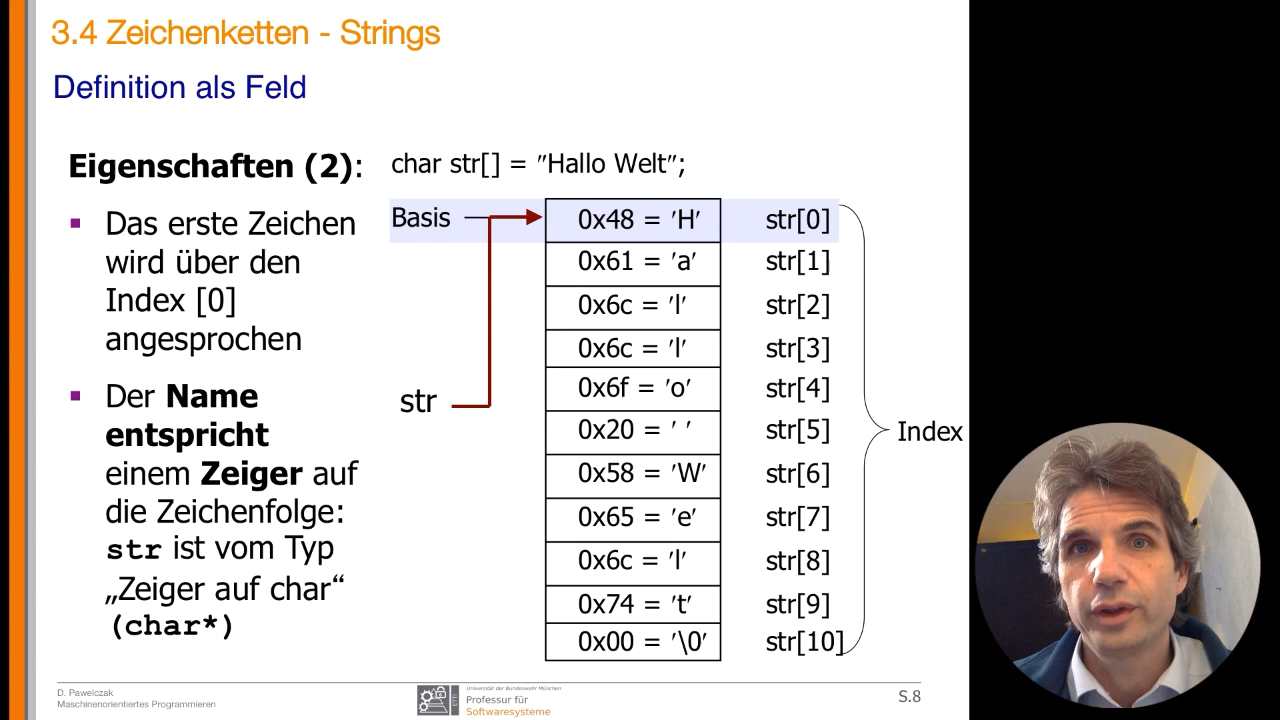 3.4 Zeichenketten - Strings
Definition als Feld
Eigenschaften (2):
char str[] = ″Hallo Welt″;
Das erste Zeichen
wird über den
Index [0]
angesprochen
Der Name
entspricht
einem Zeiger auf
die Zeichenfolge:
str ist vom Typ
„Zeiger auf char“
(char*)
Basis
str
0x48 = ′H′ str[0]
0x61 = ′a′ str[1]
0x6c = ′l′ str[2]
0x6c = ′l′ str[3]
0x6f = ′o′ str[4]
0x20 = ′ ′ str[5]
0x58 = ′W′ str[6]
0x65 = ′e′ str[7]
0x6c = ′l′ str[8]
0x74 = ′t′ str[9]
0x00 = ′\0′ str[10]
Index
D. Pawelczak
Maschinenorientiertes Programmieren
ETTI
Universität der Bundeswehr München
Professur für
Softwaresysteme
S.8